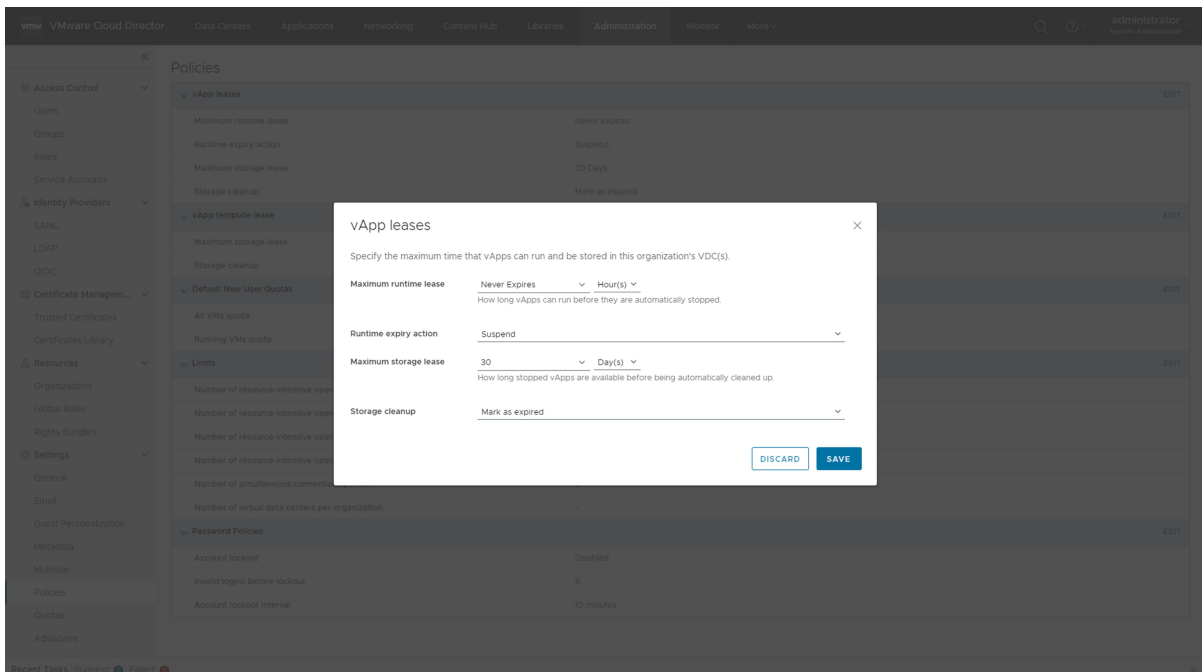 vmw VMware Cloud Director Data Centers Applications Networking Content Hub Libraries Administration Monitor More administrator
System Administrator
Policies
Access Control
Users
Groups
Roles
Service Accounts
Identity Providers
SAML
LDAP
OIDC
Certificate Managem...
Trusted Certificates
Certificates Library
Resources
Organizations
Global Roles
Rights Bundles
Settings
General
Email
Guest Personalization
Metadata
Multisite
Policies
Quotas
Advisories
vApp leases EDIT
Maximum runtime lease Never expires
Runtime expiry action Suspend
Maximum storage lease 30 Days
Storage cleanup Mark as expired
vApp template lease EDIT
Maximum storage lease
Storage cleanup
Default New User Quotas EDIT
All VMs quota
Running VMs quota
Limits EDIT
Number of resource-intensive oper
Number of resource-intensive oper
Number of resource-intensive oper
Number of resource-intensive oper
Number of simultaneous connectio
Number of virtual data centers per organization -
Password Policies EDIT
Account lockout Disabled
Invalid logins before lockout 5
Account lockout interval 10 minutes
vApp leases
Specify the maximum time that vApps can run and be stored in this organization's VDC(s).
Maximum runtime lease Never Expires Hour(s)
How long vApps can run before they are automatically stopped.
Runtime expiry action Suspend
Maximum storage lease 30 Day(s)
How long stopped vApps are available before being automatically cleaned up.
Storage cleanup Mark as expired
DISCARD SAVE
Recent Tasks Running: 0 Failed: 0